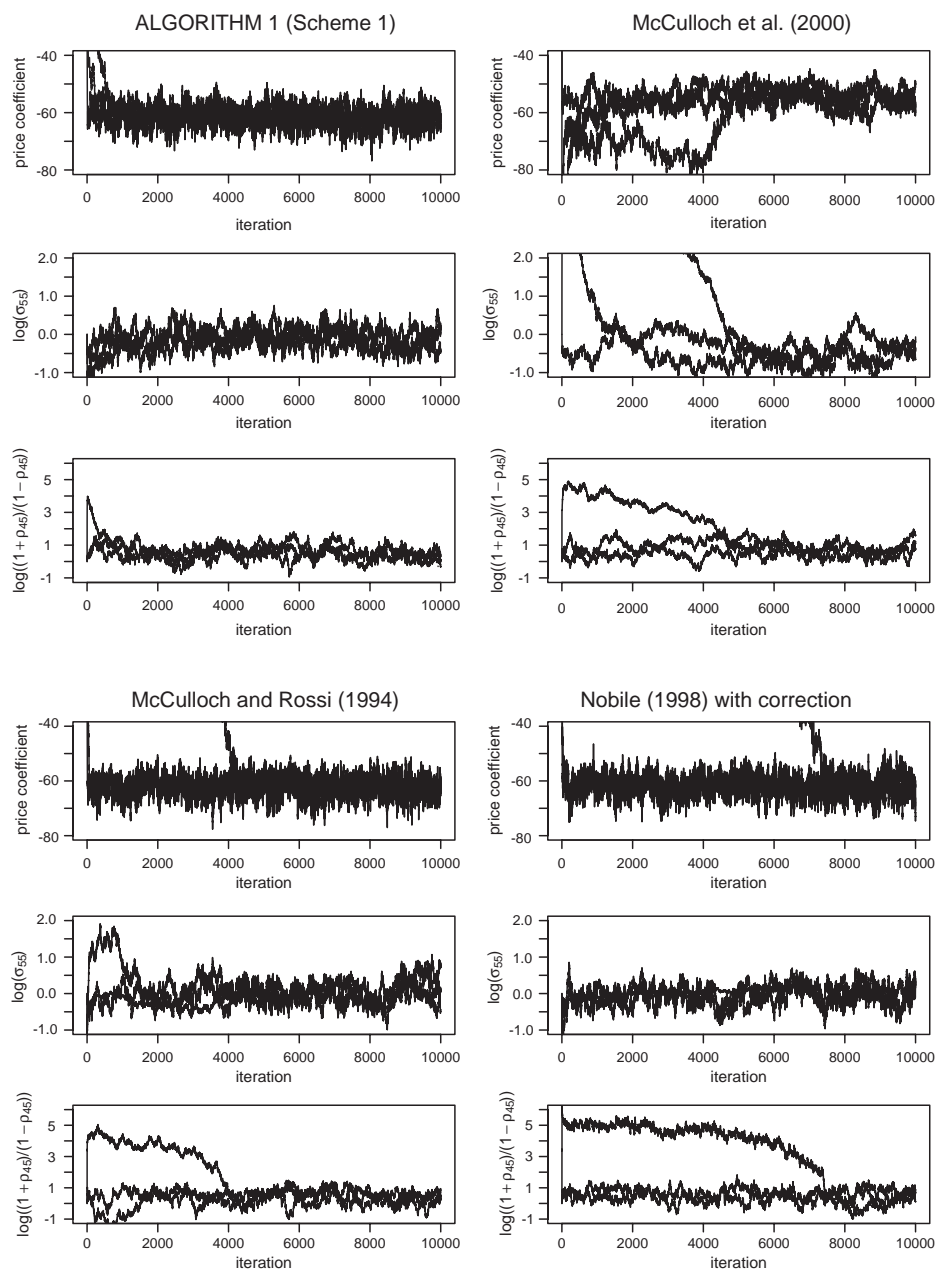 ALGORITHM 1 (Scheme 1)
price coefficient
-40
-60
-80
0 2000 4000 6000 8000 10000
iteration
log(σ55)
2.0
1.0
0.0
-1.0
0 2000 4000 6000 8000 10000
iteration
log((1 + ρ45)/(1 − ρ45))
5
3
1
-1
0 2000 4000 6000 8000 10000
iteration
McCulloch et al. (2000)
price coefficient
-40
-60
-80
0 2000 4000 6000 8000 10000
iteration
log(σ55)
2.0
1.0
0.0
-1.0
0 2000 4000 6000 8000 10000
iteration
log((1 + ρ45)/(1 − ρ45))
5
3
1
-1
0 2000 4000 6000 8000 10000
iteration
McCulloch and Rossi (1994)
price coefficient
-40
-60
-80
0 2000 4000 6000 8000 10000
iteration
log(σ55)
2.0
1.0
0.0
-1.0
0 2000 4000 6000 8000 10000
iteration
log((1 + ρ45)/(1 − ρ45))
5
3
1
-1
0 2000 4000 6000 8000 10000
iteration
Nobile (1998) with correction
price coefficient
-40
-60
-80
0 2000 4000 6000 8000 10000
iteration
log(σ55)
2.0
1.0
0.0
-1.0
0 2000 4000 6000 8000 10000
iteration
log((1 + ρ45)/(1 − ρ45))
5
3
1
-1
0 2000 4000 6000 8000 10000
iteration